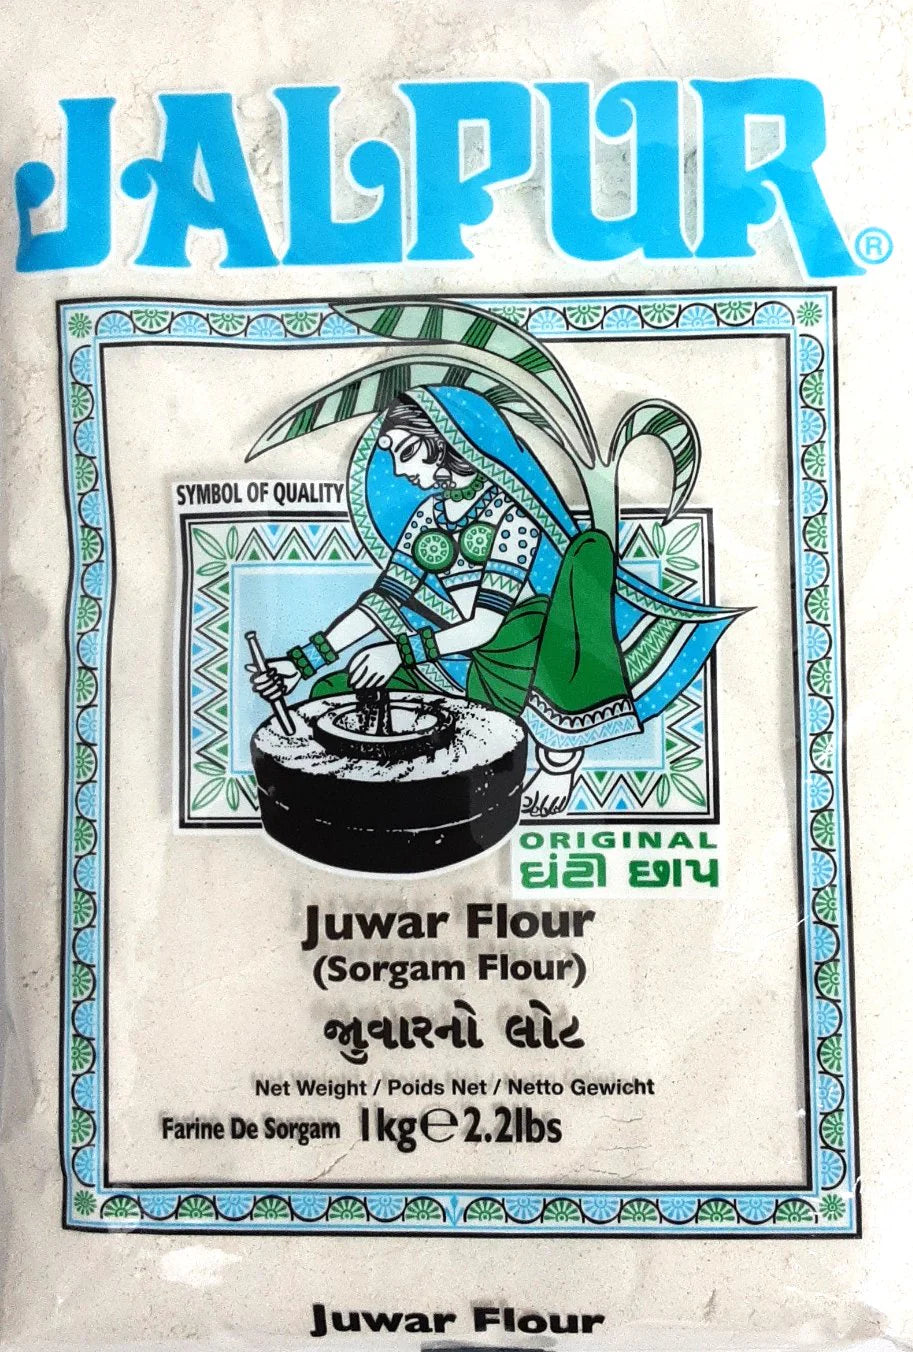 JALPUR®
SYMBOL OF QUALITY
ORIGINAL
ઘંટી છાપ
Juwar Flour
(Sorgam Flour)
જુવારનો લોટ
Net Weight / Poids Net / Netto Gewicht
Farine De Sorgam 1kg℮2.2lbs
Juwar Flour